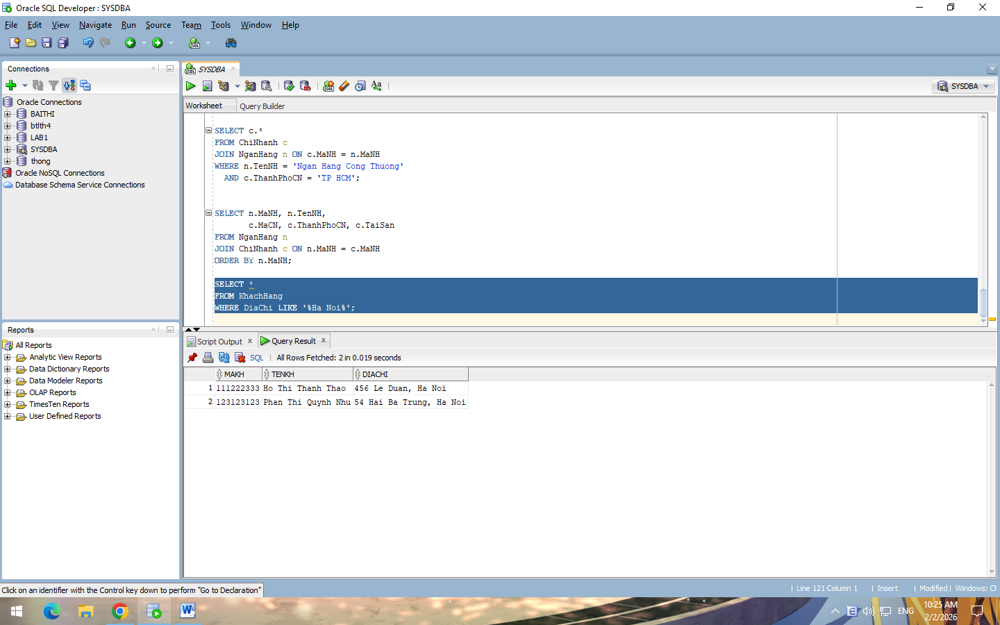 Oracle SQL Developer : SYSDBA
File Edit View Navigate Run Source Team Tools Window Help
Connections
Oracle Connections
BAITHI
btlth4
LAB1
SYSDBA
thong
Oracle NoSQL Connections
Database Schema Service Connections
Reports
All Reports
Analytic View Reports
Data Dictionary Reports
Data Modeler Reports
OLAP Reports
TimesTen Reports
User Defined Reports
SYSDBA
SYSDBA
Worksheet Query Builder
SELECT c.*
FROM ChiNhanh c
JOIN NganHang n ON c.MaNH = n.MaNH
WHERE n.TenNH = 'Ngan Hang Cong Thuong'
AND c.ThanhPhoCN = 'TP HCM';
SELECT n.MaNH, n.TenNH,
c.MaCN, c.ThanhPhoCN, c.TaiSan
FROM NganHang n
JOIN ChiNhanh c ON n.MaNH = c.MaNH
ORDER BY n.MaNH;
SELECT *
FROM KhachHang
WHERE DiaChi LIKE '%Ha Noi%';
Script Output x Query Result x
SQL | All Rows Fetched: 2 in 0.019 seconds
MAKH TENKH DIACHI
1 111222333 Ho Thi Thanh Thao 456 Le Duan, Ha Noi
2 123123123 Phan Thi Quynh Nhu 54 Hai Ba Trung, Ha Noi
Click on an identifier with the Control key down to perform "Go to Declaration"
| Line 121 Column 1 | Insert | Modified | Windows: CF
ENG
10:25 AM
2/2/2026